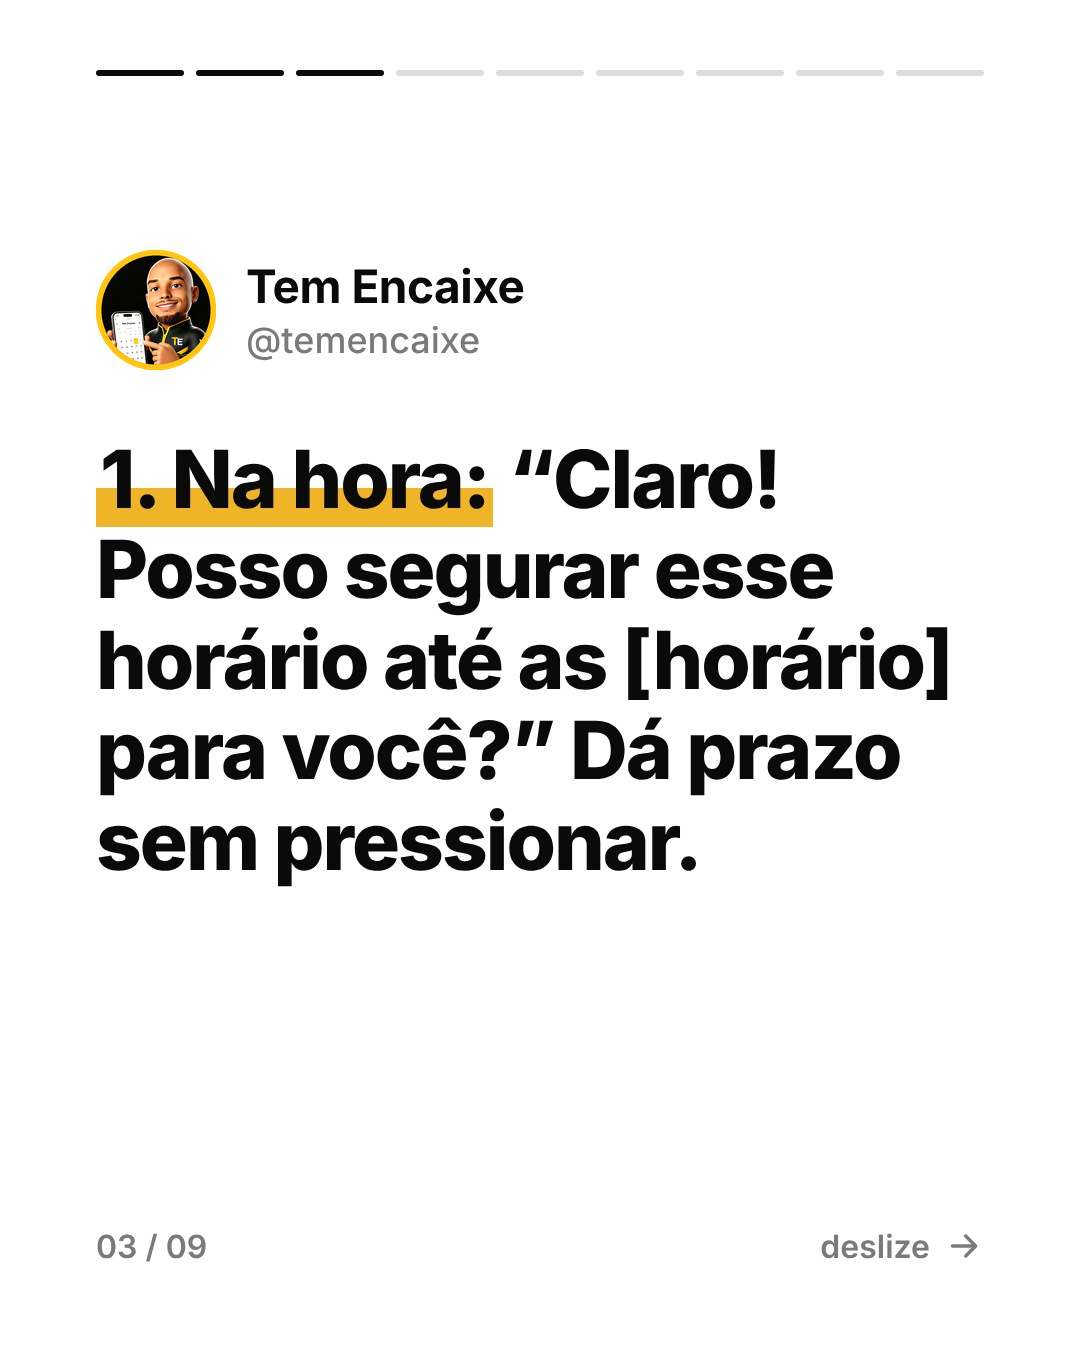 Tem Encaixe
@temencaixe
TE
1. Na hora: “Claro!
Posso segurar esse
horário até as [horário]
para você?” Dá prazo
sem pressionar.
03 / 09
deslize →